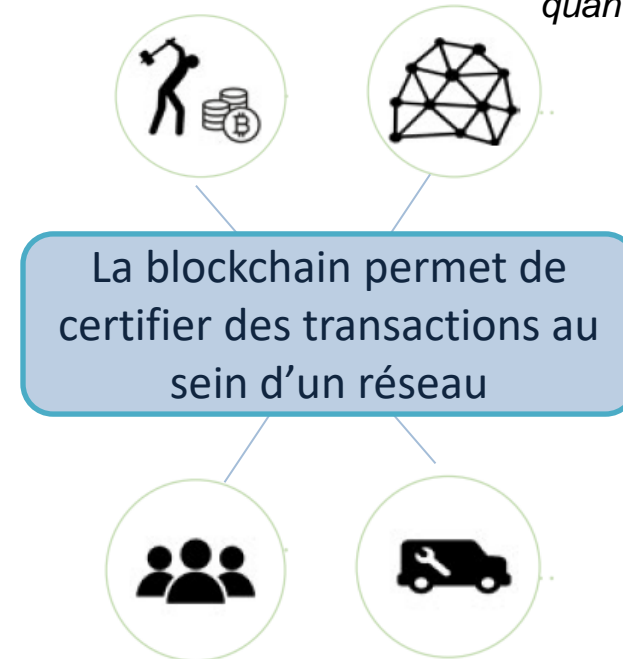 quan
La blockchain permet de
certifier des transactions au
sein d’un réseau